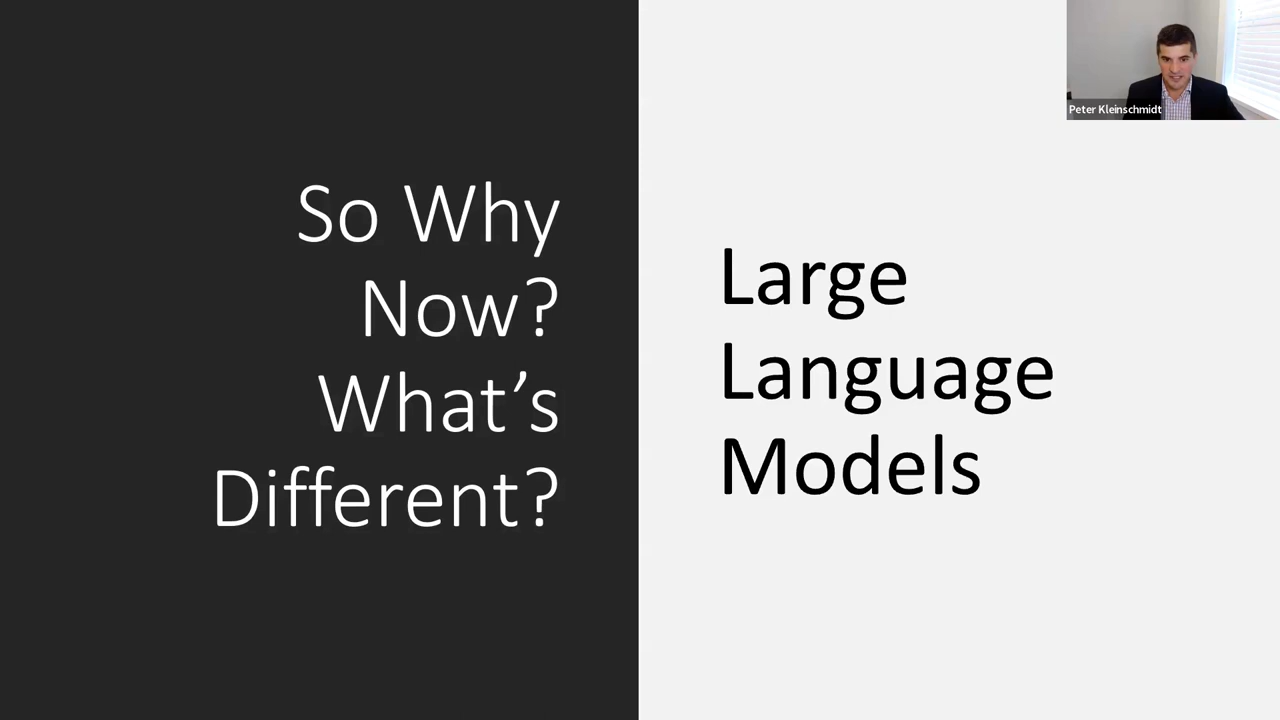 So Why
Now?
What’s
Different?
Large
Language
Models
Peter Kleinschmidt